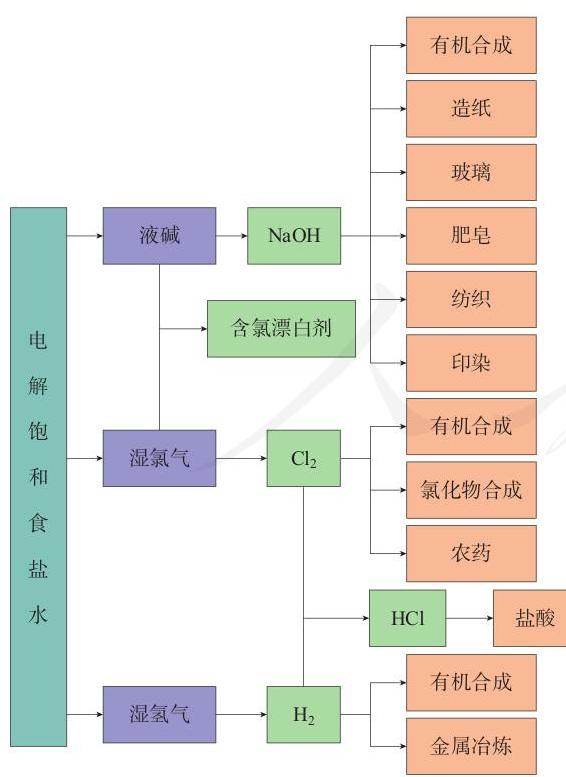 有机合成
造纸
玻璃
液碱
NaOH
肥皂
纺织
含氯漂白剂
印染
电解饱和食盐水
有机合成
湿氯气
Cl₂
氯化物合成
农药
HCl
盐酸
有机合成
湿氢气
H₂
金属冶炼